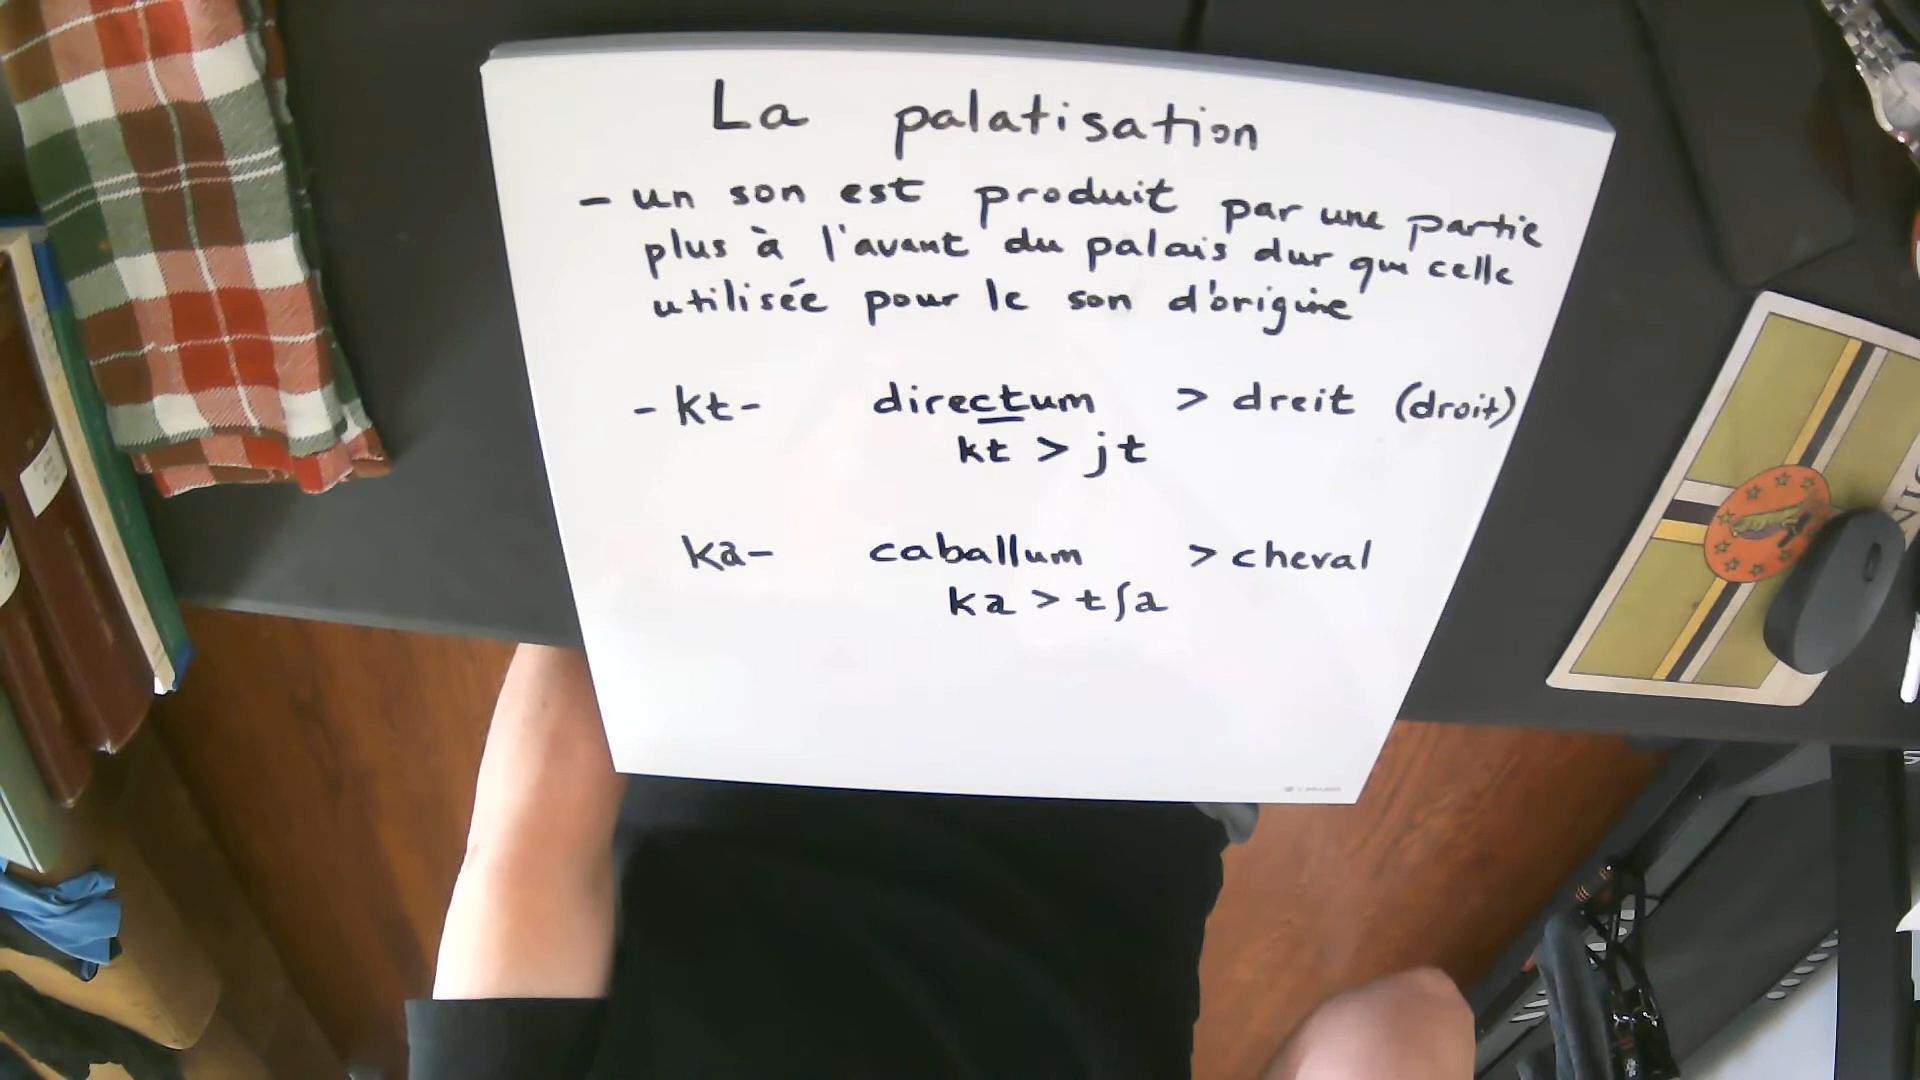 La palatisation
- un son est produit par une partie
plus à l'avant du palais dur que celle
utilisée pour le son d'origine
-kt- directum > dreit (droit)
kt > jt
ka- caballum > cheval
ka > tʃa